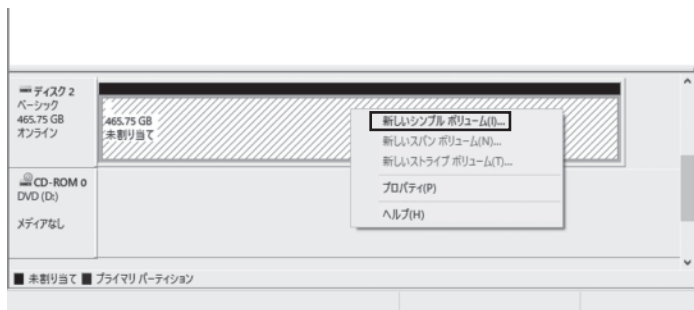 ディスク 2
ベーシック
465.75 GB
オンライン
465.75 GB
未割り当て
新しいシンプル ボリューム(I)...
新しいスパン ボリューム(N)...
新しいストライプ ボリューム(T)...
プロパティ(P)
ヘルプ(H)
CD-ROM 0
DVD (D:)
メディアなし
未割り当て プライマリ パーティション